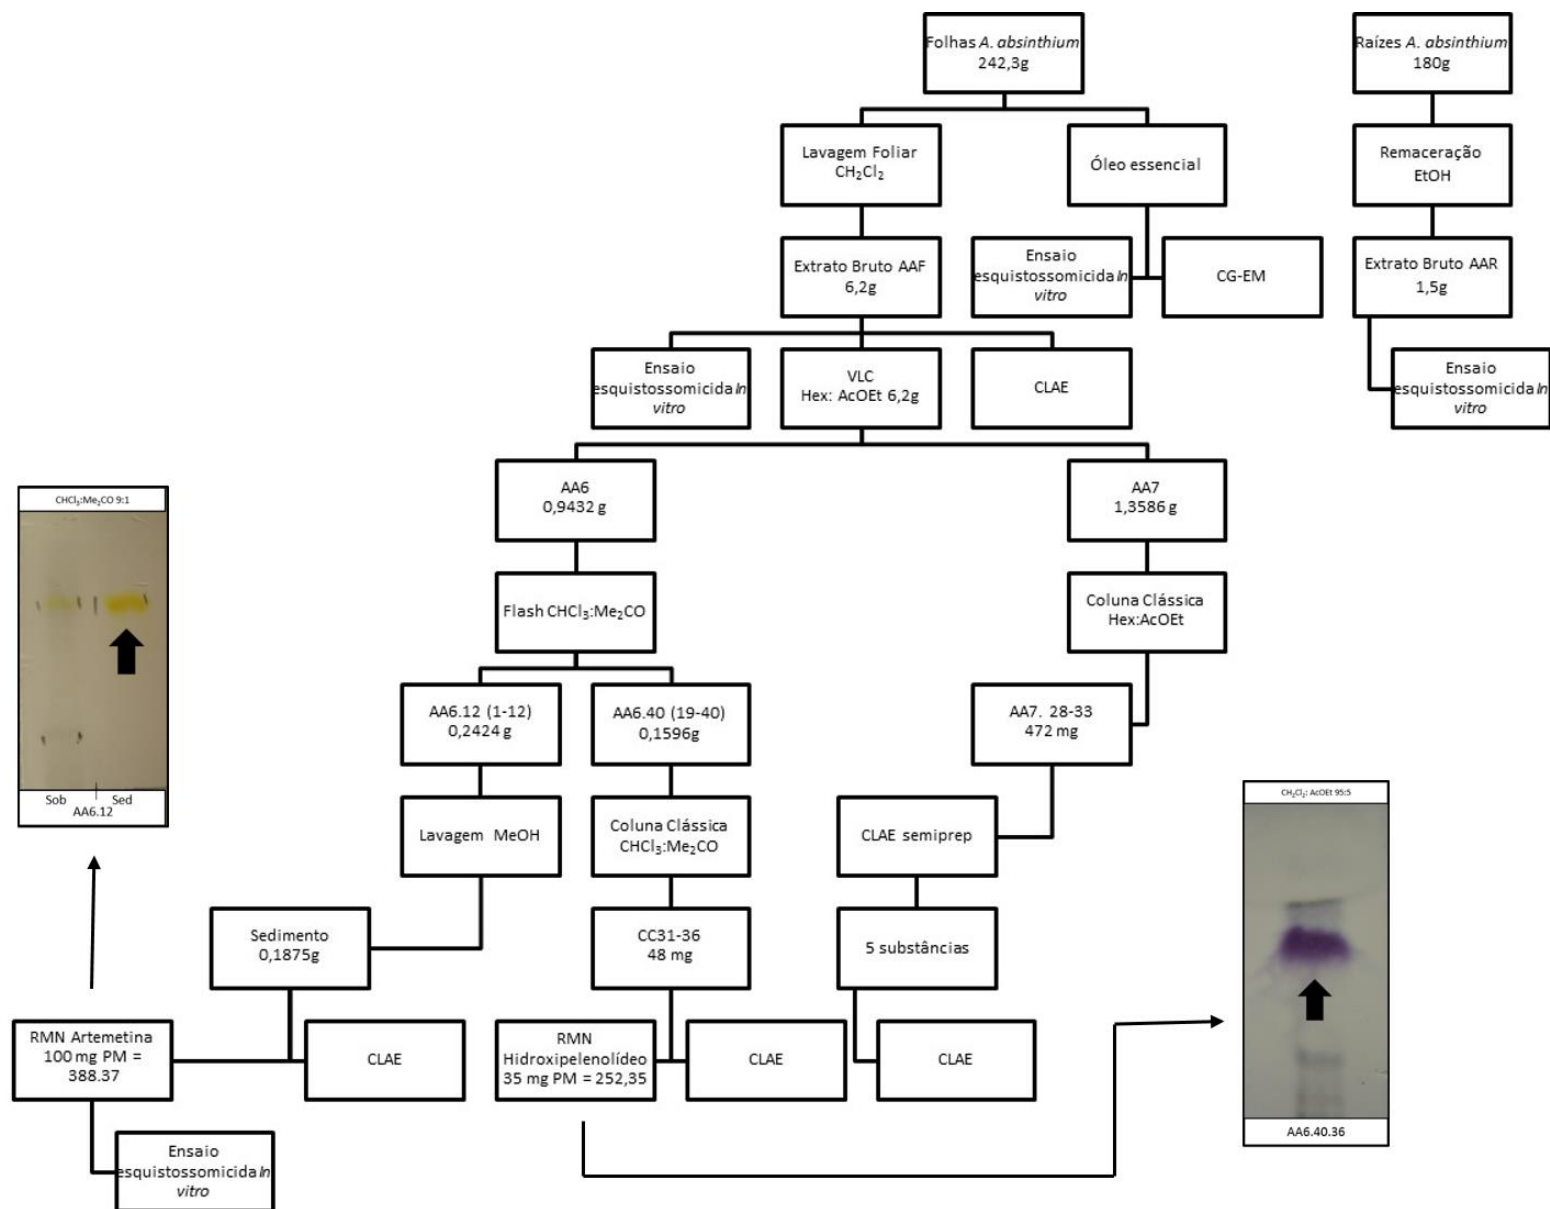 Folhas A. absinthium
242,3g
Raízes A. absinthium
180g
Lavagem Foliar
CH₂Cl₂
Óleo essencial
Remaceração
EtOH
Extrato Bruto AAF
6,2g
Ensaio
esquistossomicida In
vitro
CG-EM
Extrato Bruto AAR
1,5g
Ensaio
esquistossomicida In
vitro
VLC
Hex: AcOEt 6,2g
CLAE
Ensaio
esquistossomicida In
vitro
AA6
0,9432 g
AA7
1,3586 g
Flash CHCl₃:Me₂CO
Coluna Clássica
Hex:AcOEt
AA6.12 (1-12)
0,2424 g
AA6.40 (19-40)
0,1596g
AA7. 28-33
472 mg
Lavagem MeOH
Coluna Clássica
CHCl₃:Me₂CO
CLAE semiprep
Sedimento
0,1875g
CC31-36
48 mg
5 substâncias
RMN Artemetina
100 mg PM =
388.37
CLAE
RMN
Hidroxipelenolídeo
35 mg PM = 252,35
CLAE
CLAE
Ensaio
esquistossomicida In
vitro
CHCl₃:Me₂CO 9:1
Sob Sed
AA6.12
CH₂Cl₂: AcOEt 95:5
AA6.40.36